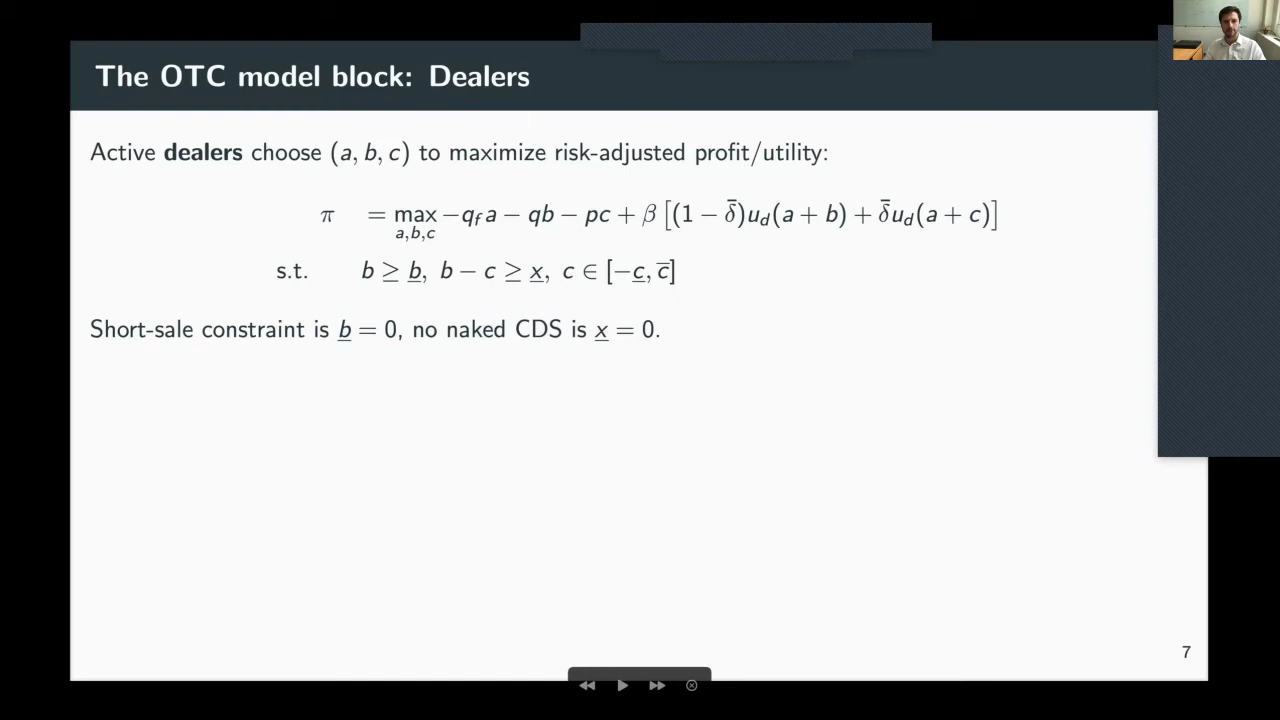 The OTC model block: Dealers
Active dealers choose (a, b, c) to maximize risk-adjusted profit/utility:
π = max −q_f a − qb − pc + β [(1 − δ̄)u_d(a + b) + δ̄u_d(a + c)]
a,b,c
s.t. b ≥ b̲, b − c ≥ x̲, c ∈ [−c̲, c̄]
Short-sale constraint is b̲ = 0, no naked CDS is x̲ = 0.
7